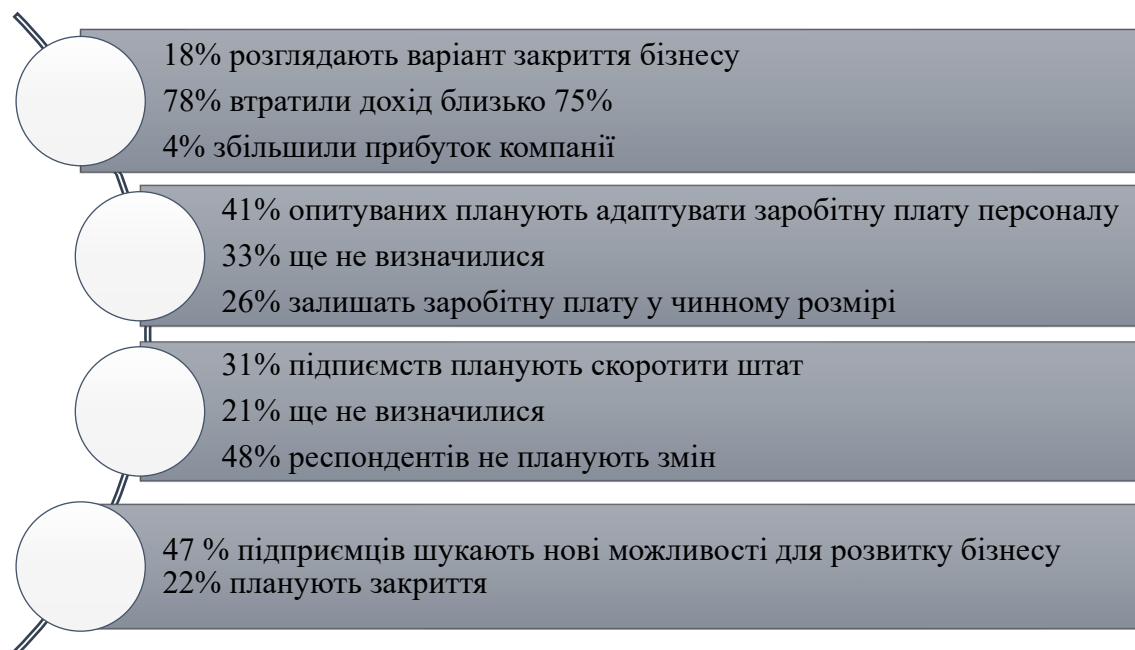 18% розглядають варіант закриття бізнесу
78% втратили дохід близько 75%
4% збільшили прибуток компанії
41% опитуваних планують адаптувати заробітну плату персоналу
33% ще не визначилися
26% залишать заробітну плату у чинному розмірі
31% підпиємств планують скоротити штат
21% ще не визначилися
48% респондентів не планують змін
47 % підприємців шукають нові можливості для розвитку бізнесу
22% планують закриття